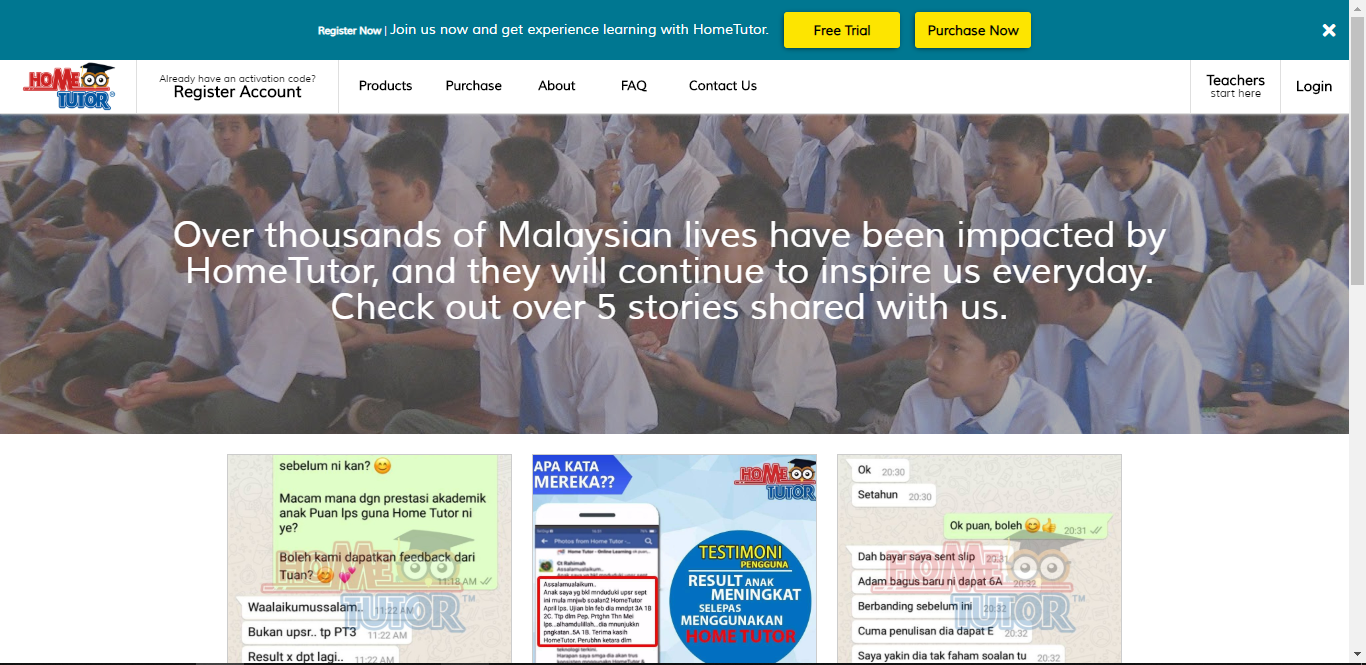 Register Now | Join us now and get experience learning with HomeTutor.
Free Trial
Purchase Now
HOME
TUTOR
Already have an activation code?
Register Account
Products
Purchase
About
FAQ
Contact Us
Teachers
start here
Login
Over thousands of Malaysian lives have been impacted by
HomeTutor, and they will continue to inspire us everyday.
Check out over 5 stories shared with us.
sebelum ni kan? 😊
Macam mana dgn prestasi akademik
anak Puan lps guna Home Tutor ni
ye?
Boleh kami dapatkan feedback dari
Tuan? 😊 💕
11:18 AM
HOME
TUTOR™
Waalaikumussalam.. 11:22 AM
Bukan upsr.. tp PT3 11:22 AM
Result x dpt lagi.. 11:22 AM
APA KATA
MEREKA??
HOME
TUTOR
Photos from Home Tutor -...
Home Tutor - Online Learning
Ct Rahimah
Assalamualaikum..
Assalamualaikum..
Anak saya yg bkl mnduduki upsr sept
ini mula mnjwb soalan2 HomeTutor
April lps. Ujian bln feb dia mndpt 3A 1B
2C. Ttp dlm Pep. Prtghn Thn Mei
lps...alhamdulillah..dia mnunjukkn
pngkatan..5A 1B. Terima kasih
HomeTutor. Perubhn ketara dlm
teknologi terkini.
TESTIMONI
PENGGUNA
RESULT ANAK
MENINGKAT
SELEPAS
MENGGUNAKAN
HOME TUTOR
Ok 20:30
Setahun 20:30
Ok puan, boleh 😊👍 20:31
Dah bayar saya sent slip 20:31
Adam bagus baru ni dapat 6A 20:32
Berbanding sebelum ini 20:32
Cuma penulisan dia dapat E 20:32
Saya yakin dia tak faham soalan tu 20:32
HOME
TUTOR™